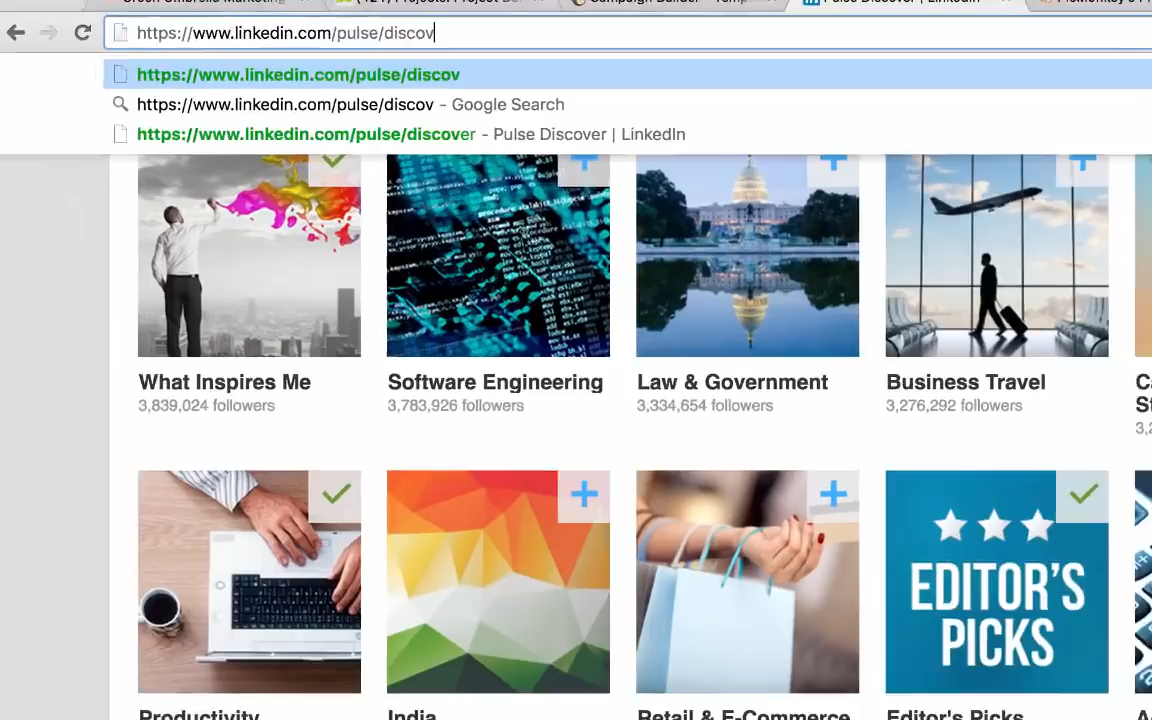 https://www.linkedin.com/pulse/discov
https://www.linkedin.com/pulse/discov
https://www.linkedin.com/pulse/discov - Google Search
https://www.linkedin.com/pulse/discover - Pulse Discover | LinkedIn
What Inspires Me
3,839,024 followers
Software Engineering
3,783,926 followers
Law & Government
3,334,654 followers
Business Travel
3,276,292 followers
EDITOR'S
PICKS
Productivity
India
Retail & E-Commerce
Editor's Picks